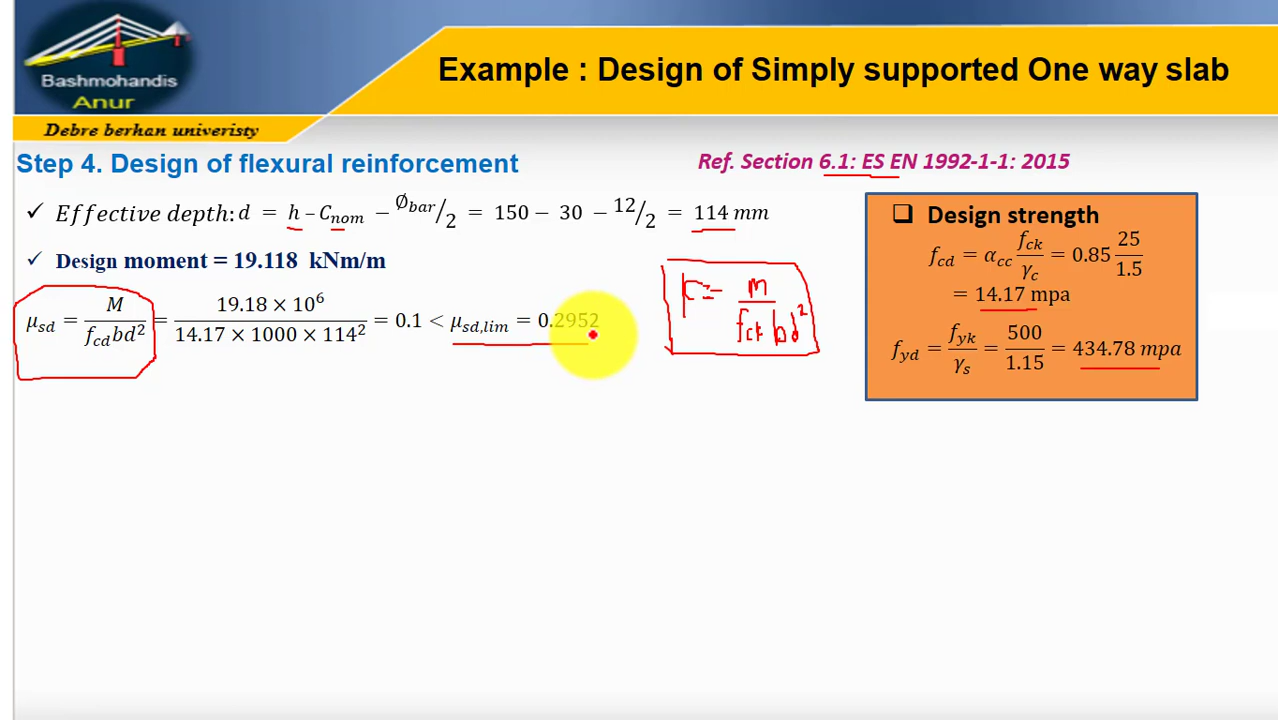 Bashmohandis
Anur
Debre berhan univeristy
Example : Design of Simply supported One way slab
Step 4. Design of flexural reinforcement
Ref. Section 6.1: ES EN 1992-1-1: 2015
✓ Effective depth: d = h − C_nom − ∅_bar/2 = 150 − 30 − 12/2 = 114 mm
✓ Design moment = 19.118 kNm/m
μ_sd = M / f_cd bd² = 19.18 × 10⁶ / 14.17 × 1000 × 114² = 0.1 < μ_sd,lim = 0.2952
K = M / fck bd²
❑ Design strength
f_cd = α_cc f_ck / γ_c = 0.85 25 / 1.5
= 14.17 mpa
f_yd = f_yk / γ_s = 500 / 1.15 = 434.78 mpa